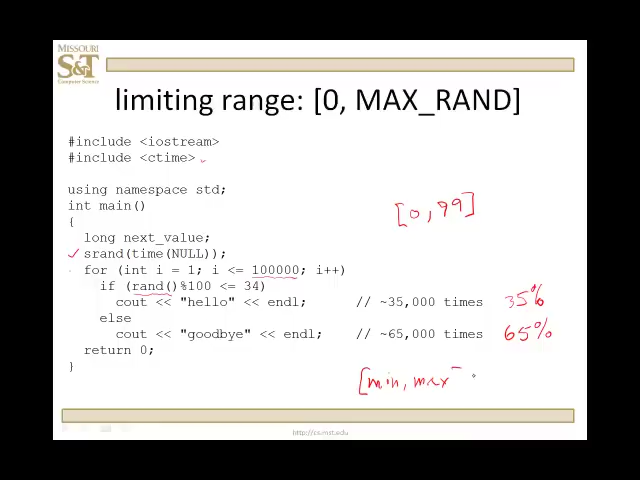 MISSOURI
S&T
Computer Science
limiting range: [0, MAX_RAND]
#include <iostream>
#include <ctime>
using namespace std;
int main()
{
long next_value;
srand(time(NULL));
for (int i = 1; i <= 100000; i++)
if (rand()%100 <= 34)
cout << "hello" << endl; // ~35,000 times 35%
else
cout << "goodbye" << endl; // ~65,000 times 65%
return 0;
}
[0,99]
[min, max
http://cs.mst.edu